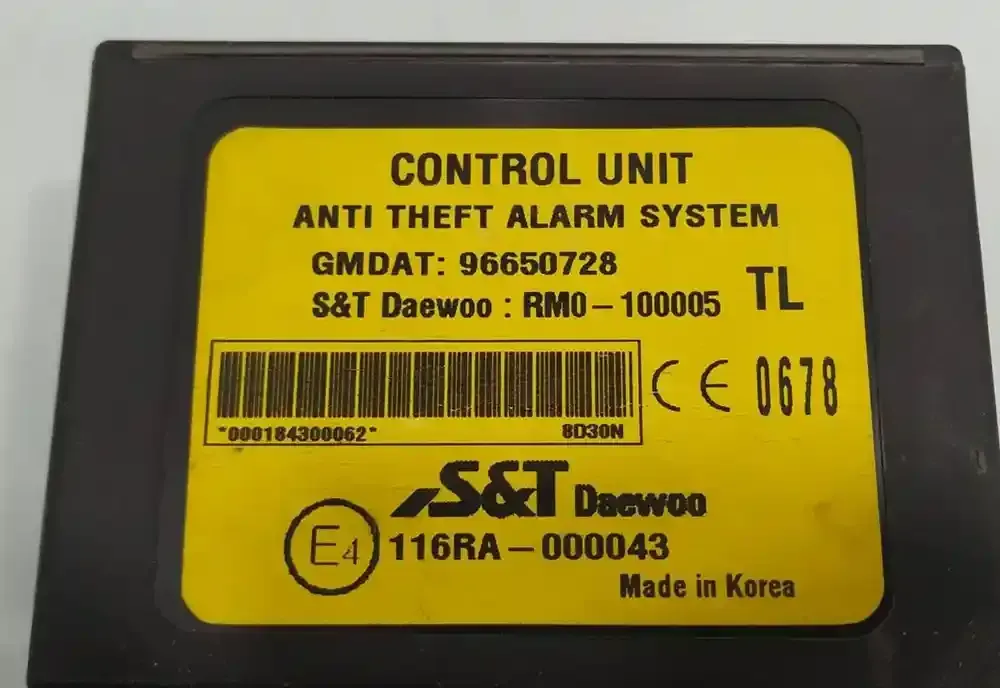 CONTROL UNIT
ANTI THEFT ALARM SYSTEM
GMDAT: 96650728
S&T Daewoo : RM0-100005
TL
*000184300062*
8D30N
CE 0678
S&T Daewoo
E4
116RA-000043
Made in Korea